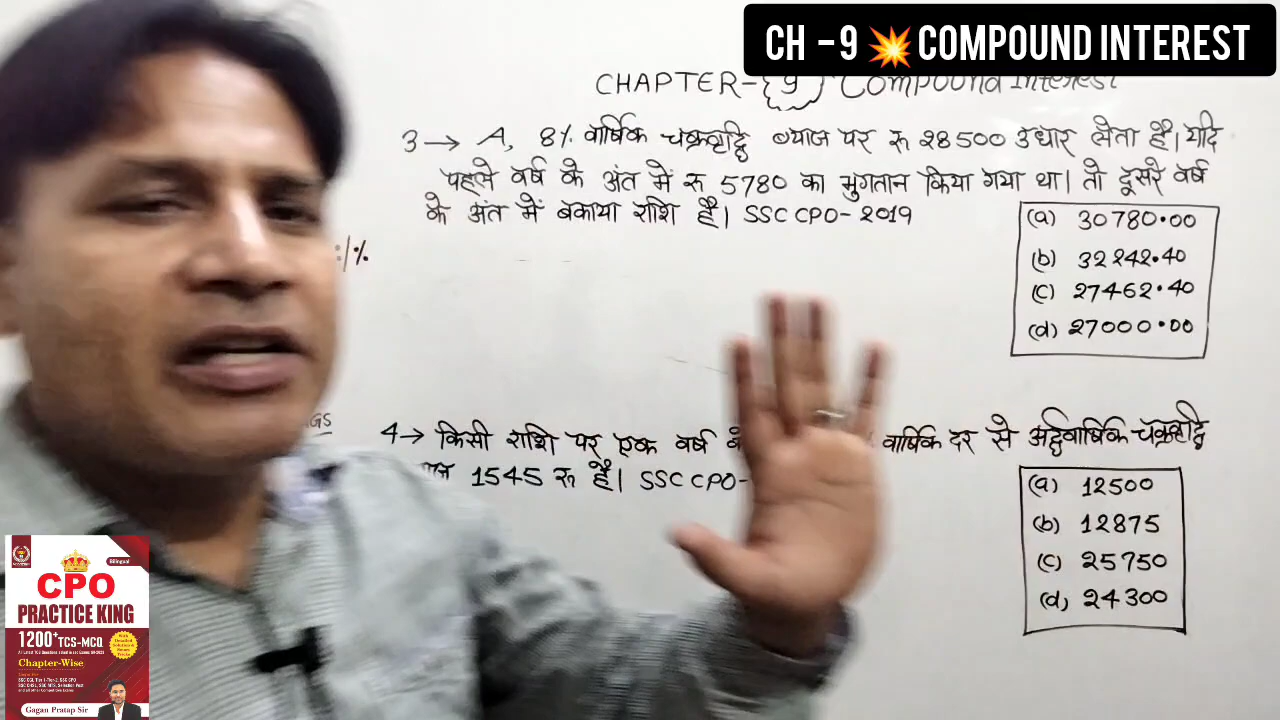 CH - 9 💥 COMPOUND INTEREST
CHAPTER-{9} Compound Interest
3 → A, 8% वार्षिक चक्रवृद्धि ब्याज पर रू 28500 उधार लेता है। यदि
पहले वर्ष के अंत में रू 5780 का भुगतान किया गया था। तो दूसरे वर्ष
के अंत में बकाया राशि है। SSC CPO- 2019
(a) 30780.00
(b) 32242.40
(c) 27462.40
(d) 27000.00
4→ किसी राशि पर एक वर्ष वार्षिक दर से अर्द्धवार्षिक चक्रवृद्धि
1545 रू है। SSC CPO-
(a) 12500
(b) 12875
(c) 25750
(d) 24300
Bilingual
CPO
PRACTICE KING
1200+ TCS-MCQ
Chapter-Wise
Gagan Pratap Sir